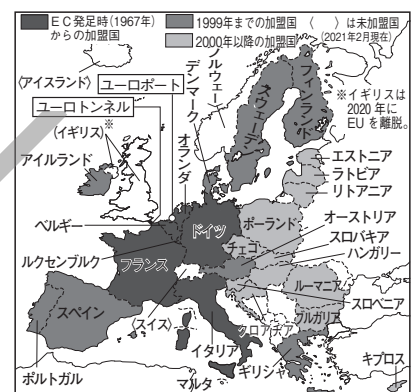 ＥＣ発足時(1967年)
からの加盟国
1999年までの加盟国
2000年以降の加盟国
〈　〉は未加盟国
(2021年2月現在)
〈アイスランド〉
ユーロポート
ユーロトンネル
(イギリス)※
アイルランド
オランダ
デンマーク
ノルウェー
スウェーデン
フィンランド
※イギリスは
2020 年に
EU を離脱。
エストニア
ラトビア
リトアニア
ベルギー
ドイツ
ポーランド
オーストリア
スロバキア
ハンガリー
ルクセンブルク
フランス
チェコ
ルーマニア
スペイン
スロベニア
〈スイス〉
クロアチア
ブルガリア
ポルトガル
イタリア
マルタ
ギリシャ
キプロス